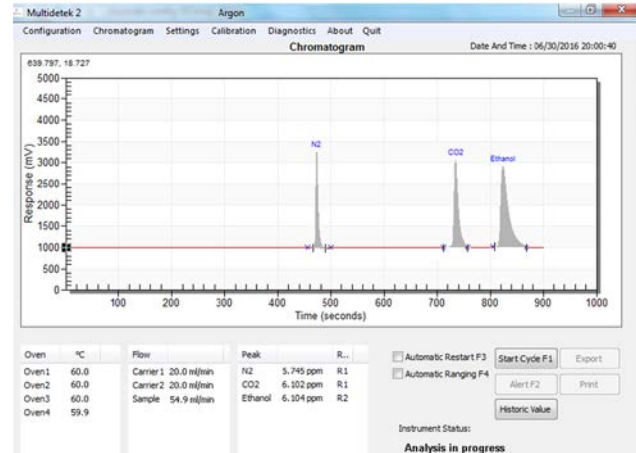 Multidetek 2 Argon
Configuration Chromatogram Settings Calibration Diagnostics About Quit
Chromatogram Date And Time : 06/30/2016 20:00:40
639.797, 18.727
5000
4500
4000
3500
3000
2500
2000
1500
1000
500
0
Response (mV)
N2
CO2
Ethanol
100 200 300 400 500 600 700 800 900 1000
Time (seconds)
Oven °C
Oven1 60.0
Oven2 60.0
Oven3 60.0
Oven4 59.9
Flow
Carrier1 20.0 ml/min
Carrier2 20.0 ml/min
Sample 54.9 ml/min
Peak R...
N2 5.745 ppm R1
CO2 6.102 ppm R1
Ethanol 6.104 ppm R2
Automatic Restart F3
Automatic Ranging F4
Start Cycle F1 Export
Alert F2 Print
Historic Value
Instrument Status:
Analysis in progress